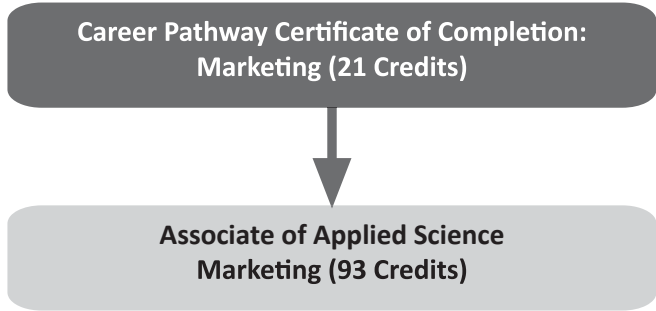 Career Pathway Certificate of Completion:
Marketing (21 Credits)
Associate of Applied Science
Marketing (93 Credits)